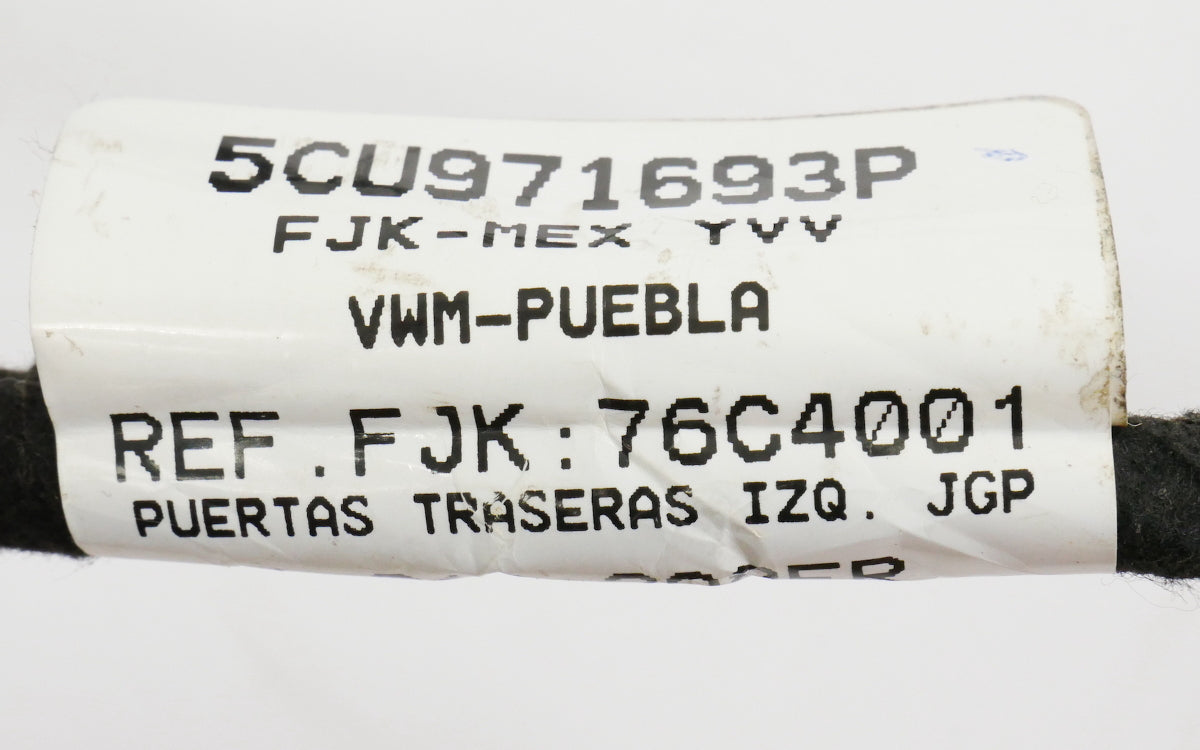 5CU971693P
FJK-MEX YVV
VWM-PUEBLA
REF.FJK:76C4001
PUERTAS TRASERAS IZQ. JGP